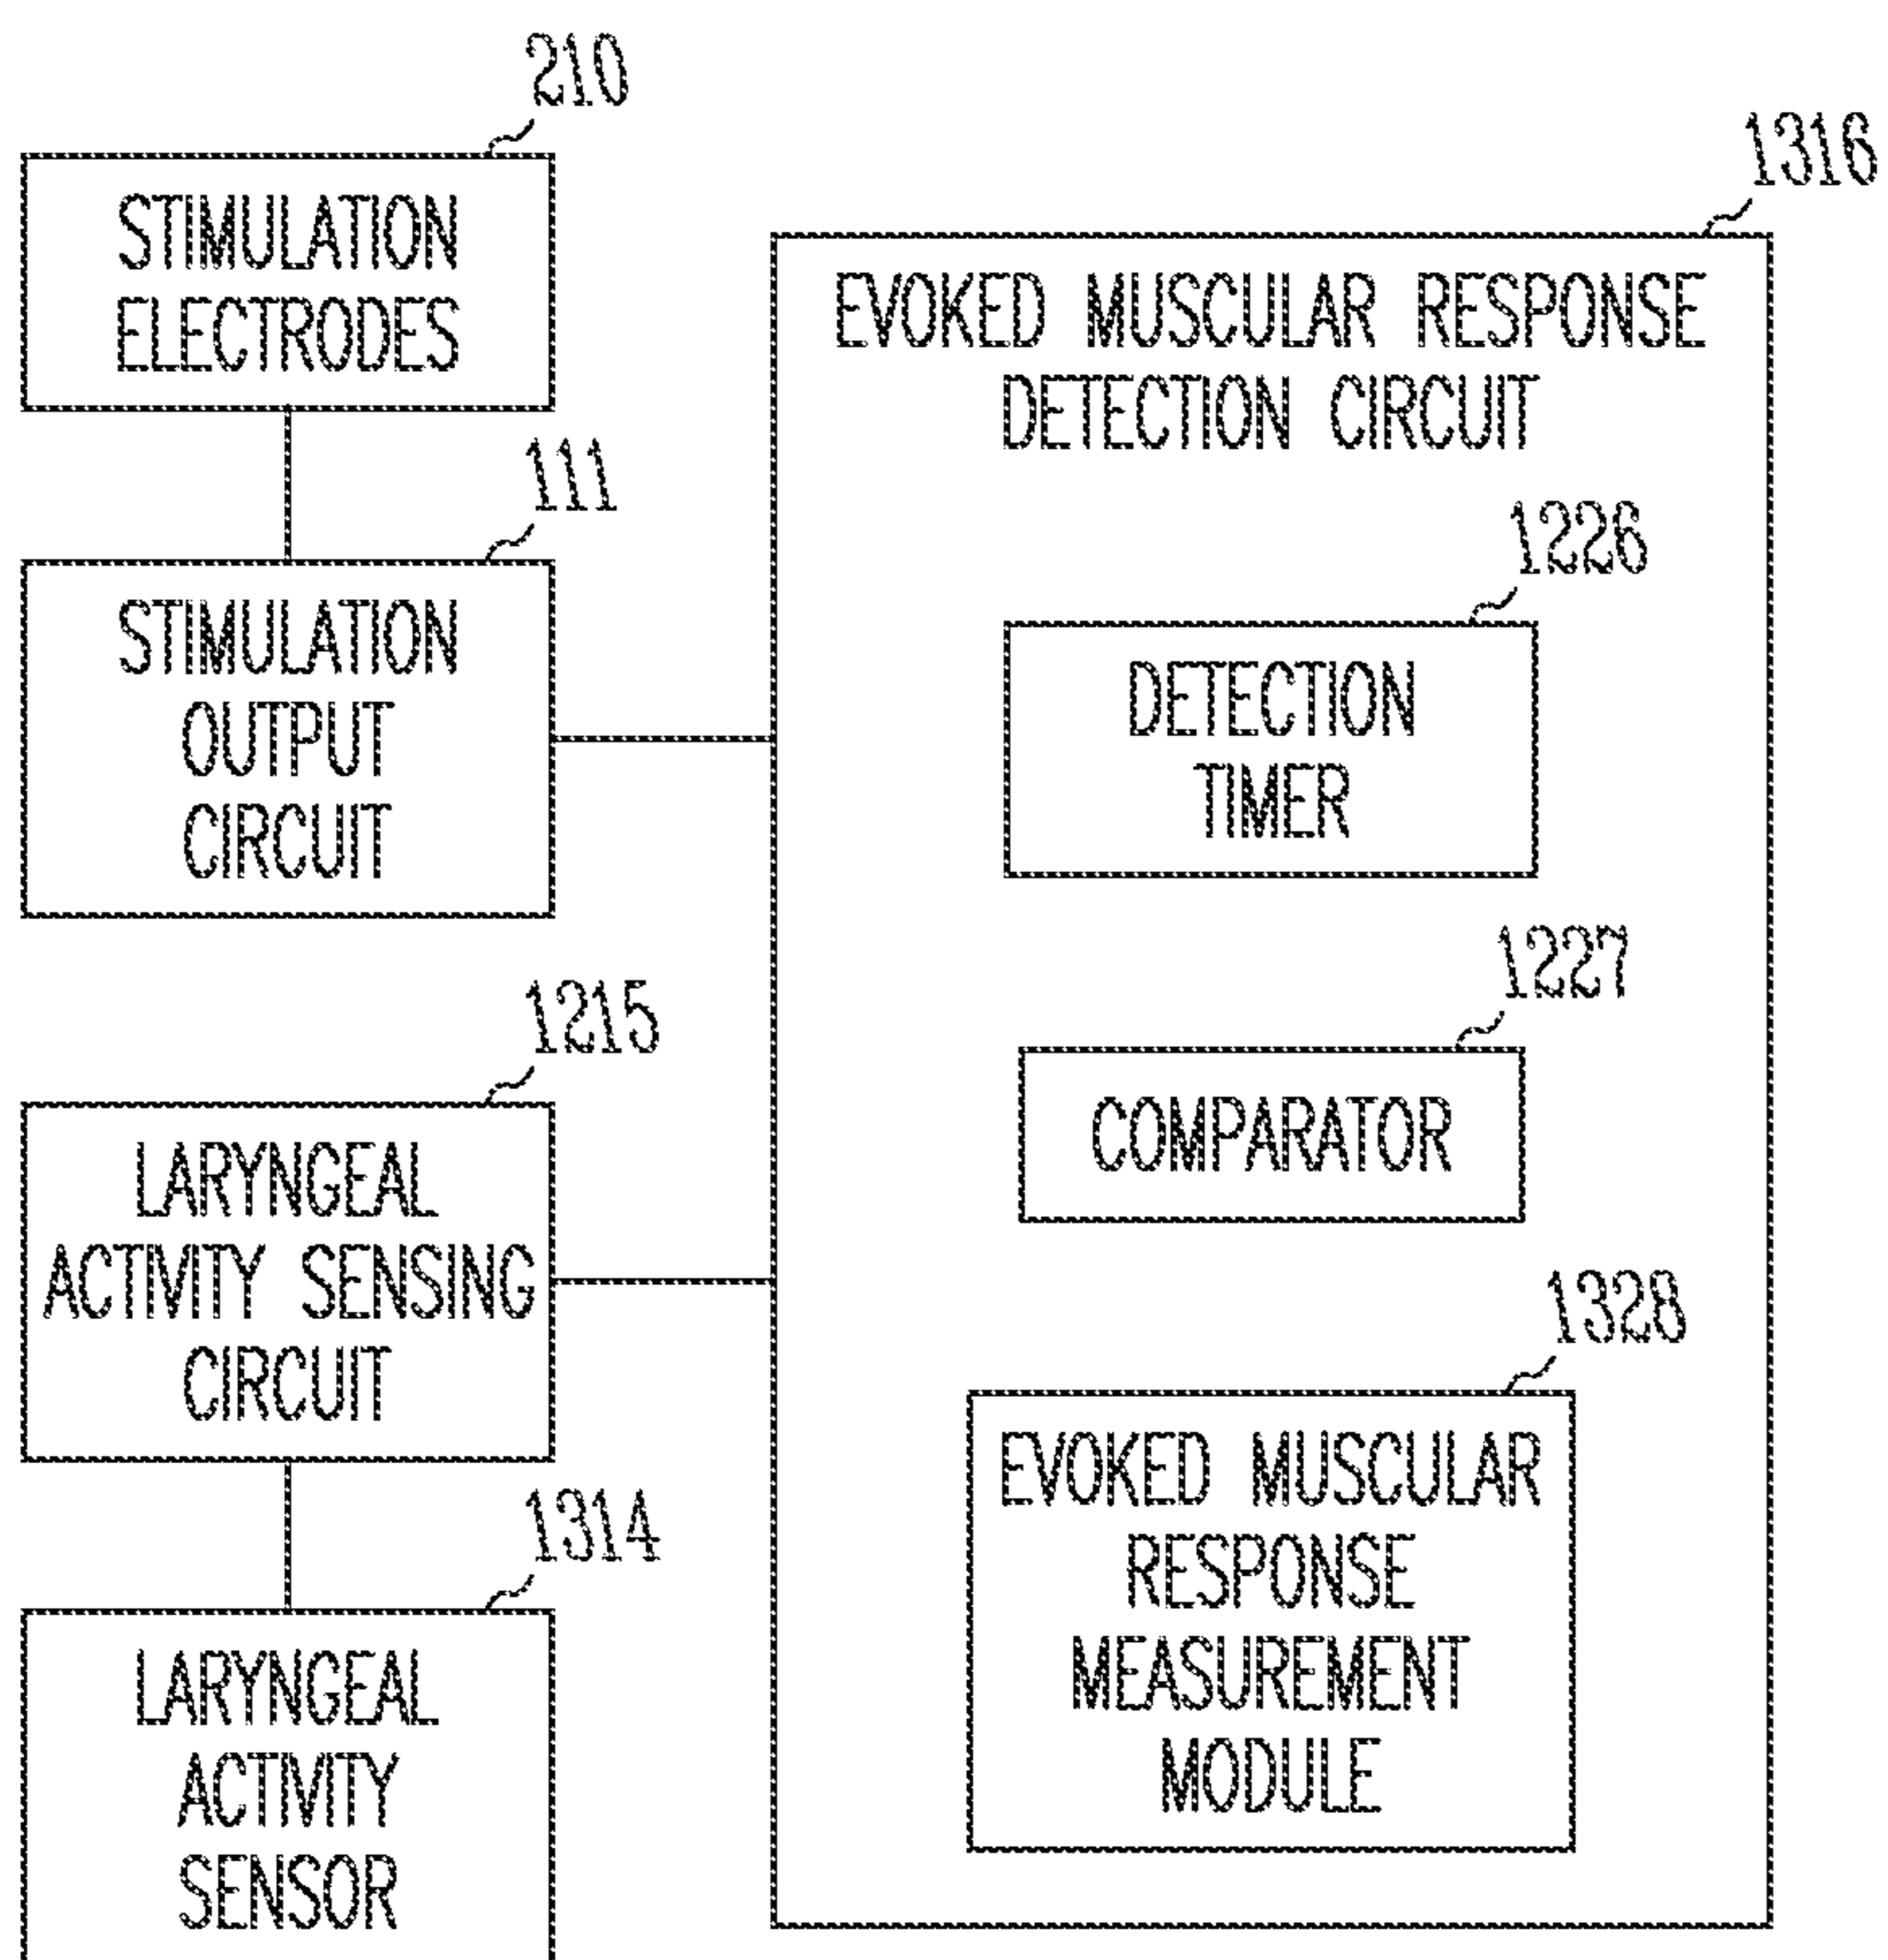 210
STIMULATION
ELECTRODES
111
STIMULATION
OUTPUT
CIRCUIT
1215
LARYNGEAL
ACTIVITY SENSING
CIRCUIT
1314
LARYNGEAL
ACTIVITY
SENSOR
1316
EVOKED MUSCULAR RESPONSE
DETECTION CIRCUIT
1226
DETECTION
TIMER
1227
COMPARATOR
1328
EVOKED MUSCULAR
RESPONSE
MEASUREMENT
MODULE